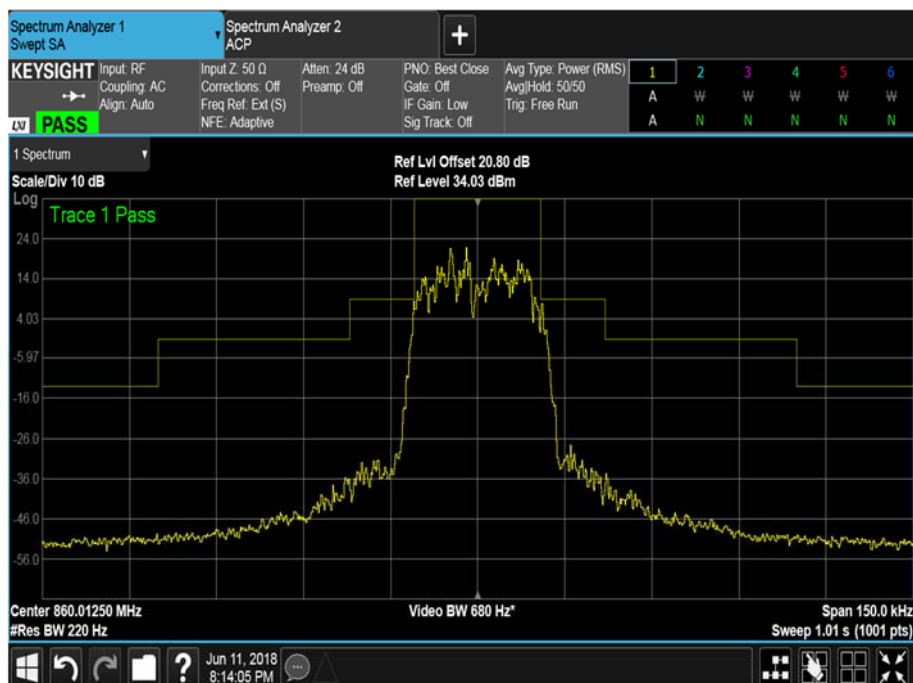 Spectrum Analyzer 1
Swept SA
Spectrum Analyzer 2
ACP
KEYSIGHT
Input: RF
Coupling: AC
Align: Auto
Input Z: 50 Ω
Corrections: Off
Freq Ref: Ext (S)
NFE: Adaptive
Atten: 24 dB
Preamp: Off
PNO: Best Close
Gate: Off
IF Gain: Low
Sig Track: Off
Avg Type: Power (RMS)
Avg|Hold: 50/50
Trig: Free Run
1 2 3 4 5 6
A W W W W W
A N N N N N
LXI PASS
1 Spectrum
Scale/Div 10 dB
Ref Lvl Offset 20.80 dB
Ref Level 34.03 dBm
Log
Trace 1 Pass
24.0
14.0
4.03
-5.97
-16.0
-26.0
-36.0
-46.0
-56.0
Center 860.01250 MHz
#Res BW 220 Hz
Video BW 680 Hz*
Span 150.0 kHz
Sweep 1.01 s (1001 pts)
Jun 11, 2018
8:14:05 PM